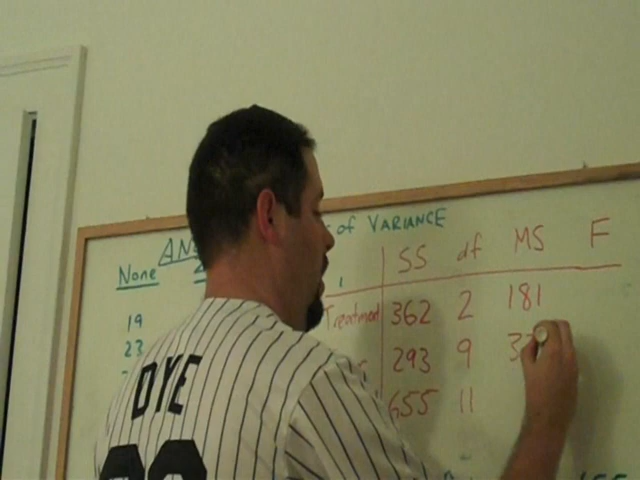 of VARIANCE
None
SS df MS F
Treatment 362 2 181
19
293 9
23
655 11
DYE